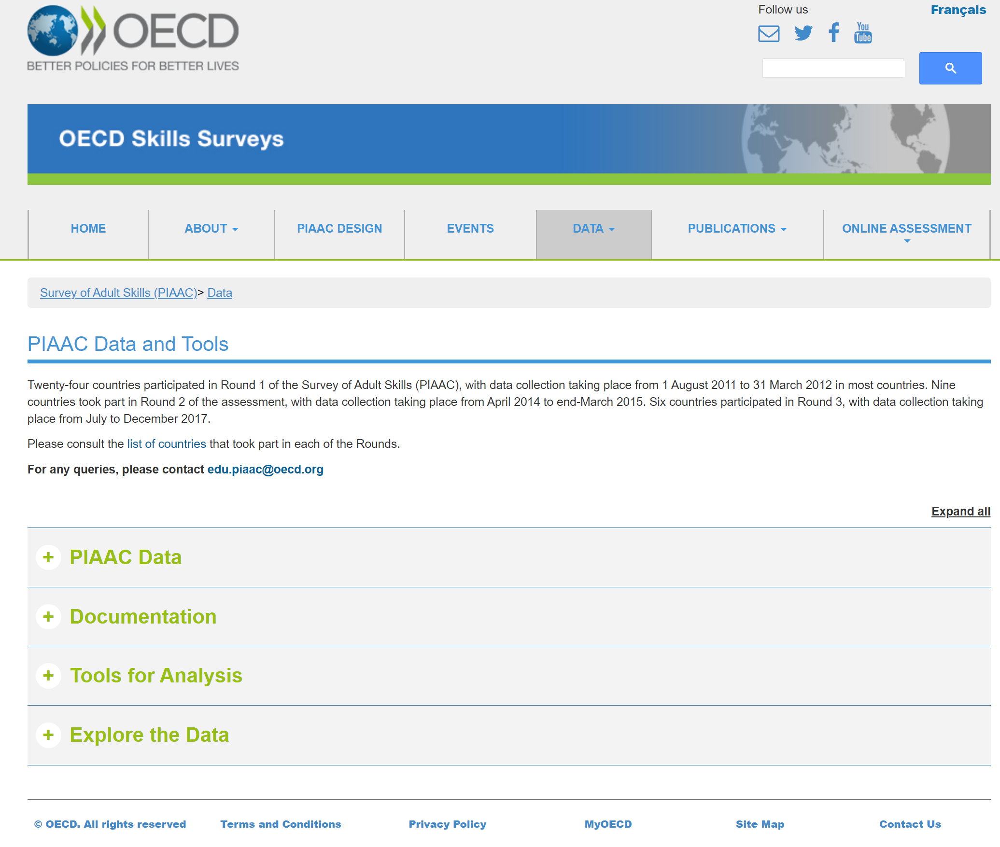 OECD
BETTER POLICIES FOR BETTER LIVES
Follow us
Français
You
Tube
OECD Skills Surveys
HOME
ABOUT
PIAAC DESIGN
EVENTS
DATA
PUBLICATIONS
ONLINE ASSESSMENT
Survey of Adult Skills (PIAAC)> Data
PIAAC Data and Tools
Twenty-four countries participated in Round 1 of the Survey of Adult Skills (PIAAC), with data collection taking place from 1 August 2011 to 31 March 2012 in most countries. Nine
countries took part in Round 2 of the assessment, with data collection taking place from April 2014 to end-March 2015. Six countries participated in Round 3, with data collection taking
place from July to December 2017.
Please consult the list of countries that took part in each of the Rounds.
For any queries, please contact edu.piaac@oecd.org
Expand all
+ PIAAC Data
+ Documentation
+ Tools for Analysis
+ Explore the Data
© OECD. All rights reserved
Terms and Conditions
Privacy Policy
MyOECD
Site Map
Contact Us